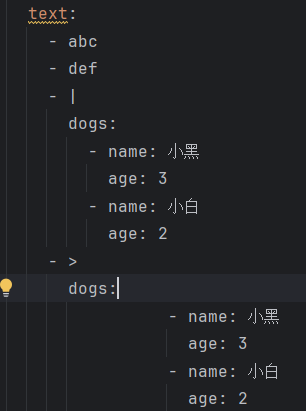 text:
  - abc
  - def
  - |
    dogs:
      - name: 小黑
        age: 3
      - name: 小白
        age: 2
  - >
    dogs:
              - name: 小黑
                age: 3
              - name: 小白
                age: 2